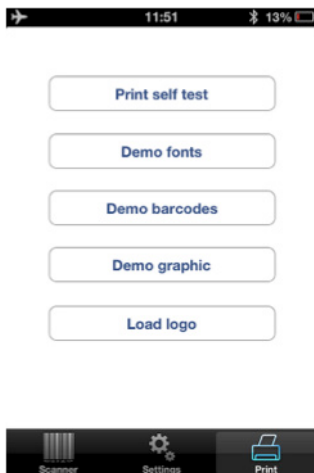 11:51 13%
Print self test
Demo fonts
Demo barcodes
Demo graphic
Load logo
Scanner Settings Print